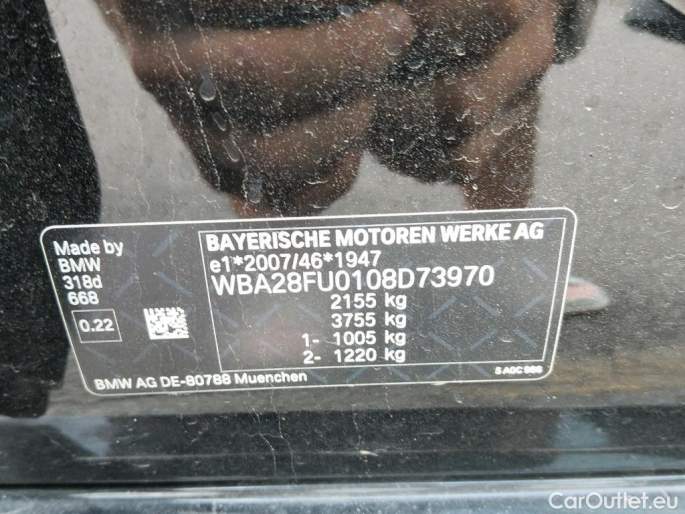 Made by
BMW
318d
668
0.22
BAYERISCHE MOTOREN WERKE AG
e1*2007/46*1947
WBA28FU0108D73970
2155 kg
3755 kg
1- 1005 kg
2- 1220 kg
BMW AG DE-80788 Muenchen
CarOutlet.eu